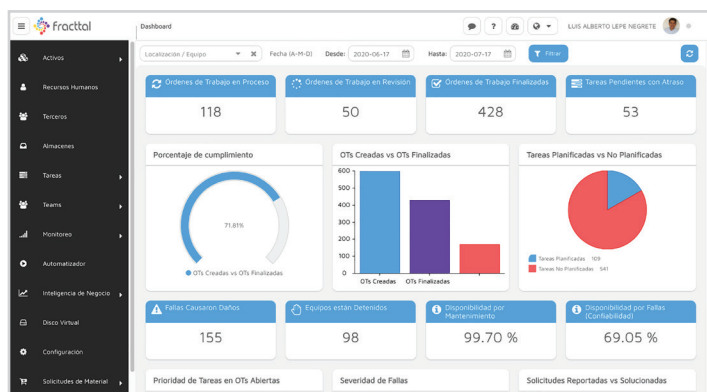 fracttal
Dashboard
LUIS ALBERTO LEPE NEGRETE
Localización / Equipo
Fecha (A-M-D)
Desde:
2020-06-17
Hasta:
2020-07-17
Filtrar
Activos
Recursos Humanos
Terceros
Almacenes
Tareas
Teams
Monitoreo
Automatizador
Inteligencia de Negocio
Disco Virtual
Configuración
Solicitudes de Material
Órdenes de Trabajo en Proceso
118
Órdenes de Trabajo en Revisión
50
Órdenes de Trabajo Finalizadas
428
Tareas Pendientes con Atraso
53
Porcentaje de cumplimiento
71.81%
OTs Creadas vs OTs Finalizadas
OTs Creadas vs OTs Finalizadas
600
500
400
300
200
100
0
OTs Creadas
OTs Finalizadas
Tareas Planificadas vs No Planificadas
Tareas Planificadas 109
Tareas No Planificadas 541
Fallas Causaron Daños
155
Equipos están Detenidos
98
Disponibilidad por
Mantenimiento
99.70 %
Disponibilidad por Fallas
(Confiabilidad)
69.05 %
Prioridad de Tareas en OTs Abiertas
Severidad de Fallas
Solicitudes Reportadas vs Solucionadas